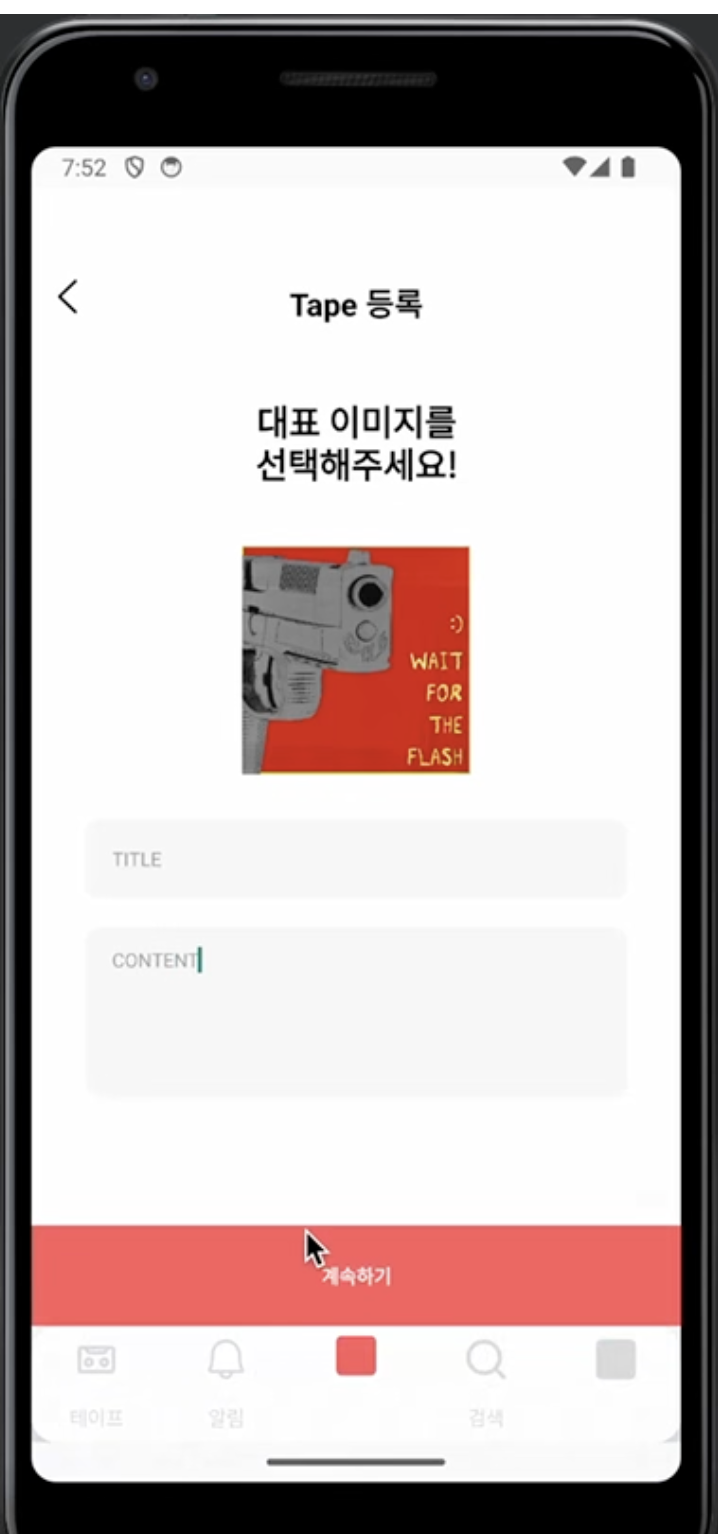 7:52
Tape 등록
대표 이미지를
선택해주세요!
:)
WAIT
FOR
THE
FLASH
TITLE
CONTENT
계속하기
테이프
알림
검색